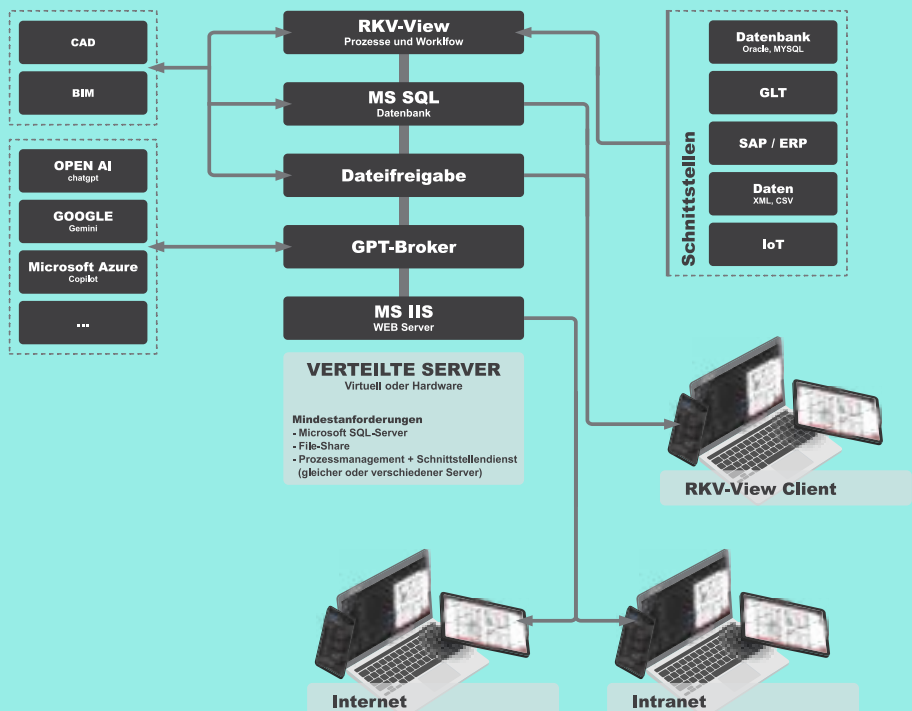 CAD
BIM
OPEN AI
chatgpt
GOOGLE
Gemini
Microsoft Azure
Copilot
...
RKV-View
Prozesse und Worklfow
MS SQL
Datenbank
Dateifreigabe
GPT-Broker
MS IIS
WEB Server
VERTEILTE SERVER
Virtuell oder Hardware
Mindestanforderungen
- Microsoft SQL-Server
- File-Share
- Prozessmanagement + Schnittstellendienst
(gleicher oder verschiedener Server)
Schnittstellen
Datenbank
Oracle, MYSQL
GLT
SAP / ERP
Daten
XML, CSV
IoT
RKV-View Client
Internet
Intranet